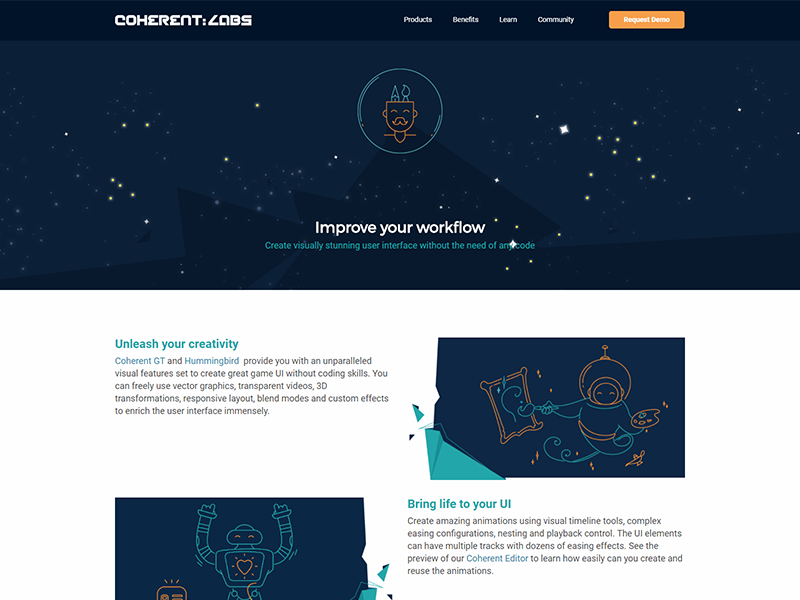 COHERENT:LABS
Products Benefits Learn Community Request Demo
Improve your workflow
Create visually stunning user interface without the need of any code
Unleash your creativity
Coherent GT and Hummingbird provide you with an unparalleled
visual features set to create great game UI without coding skills. You
can freely use vector graphics, transparent videos, 3D
transformations, responsive layout, blend modes and custom effects
to enrich the user interface immensely.
Bring life to your UI
Create amazing animations using visual timeline tools, complex
easing configurations, nesting and playback control. The UI elements
can have multiple tracks with dozens of easing effects. See the
preview of our Coherent Editor to learn how easily can you create and
reuse the animations.